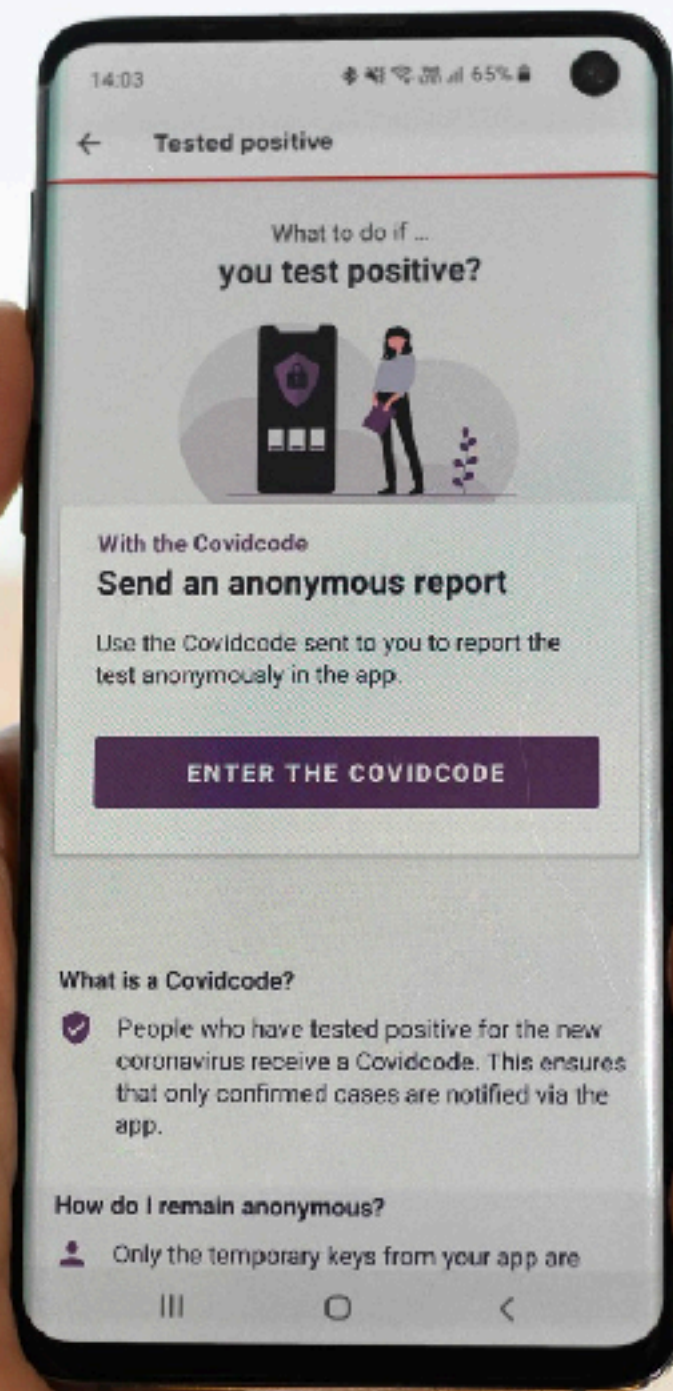 14:03
65%
Tested positive
What to do if ...
you test positive?
With the Covidcode
Send an anonymous report
Use the Covidcode sent to you to report the
test anonymously in the app.
ENTER THE COVIDCODE
What is a Covidcode?
People who have tested positive for the new
coronavirus receive a Covidcode. This ensures
that only confirmed cases are notified via the
app.
How do I remain anonymous?
Only the temporary keys from your app are